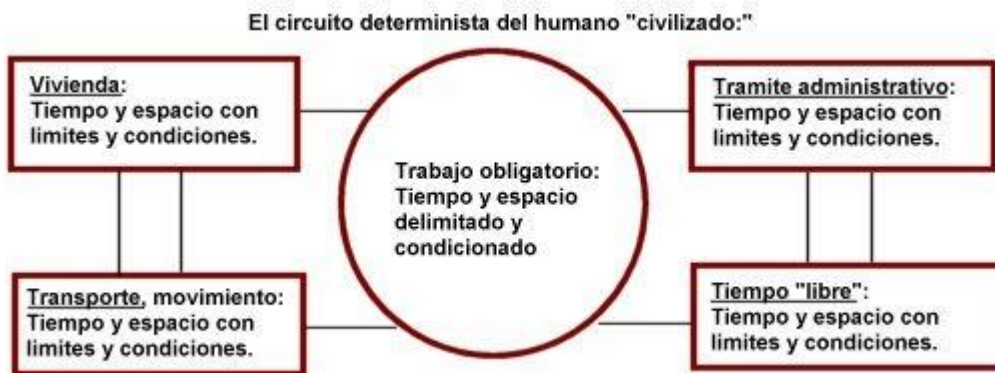 El circuito determinista del humano "civilizado:"
Vivienda:
Tiempo y espacio con
limites y condiciones.
Tramite administrativo:
Tiempo y espacio con
limites y condiciones.
Trabajo obligatorio:
Tiempo y espacio
delimitado y
condicionado
Transporte, movimiento:
Tiempo y espacio con
limites y condiciones.
Tiempo "libre":
Tiempo y espacio con
limites y condiciones.